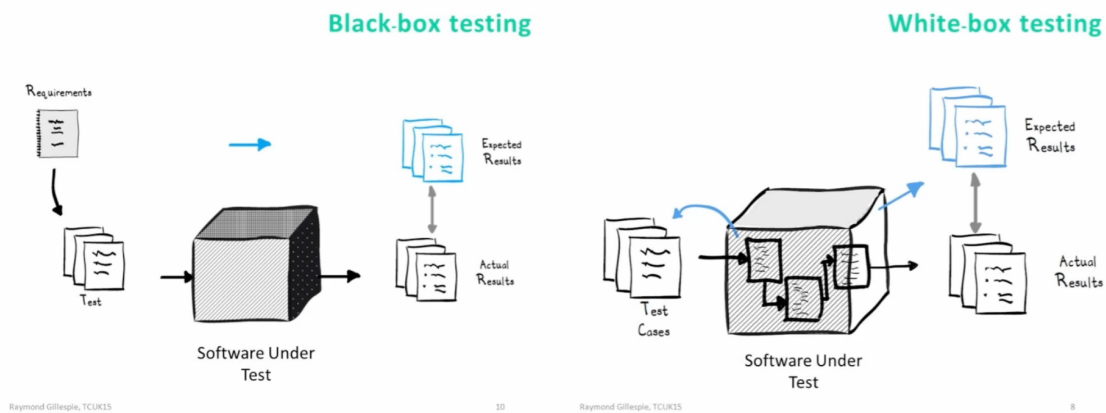 Black-box testing
Requirements
Expected
Results
Test
Actual
Results
Software Under
Test
Raymond Gillespie, TCUK15
10
White-box testing
Expected
Results
Test
Cases
Actual
Results
Software Under
Test
Raymond Gillespie, TCUK15
8